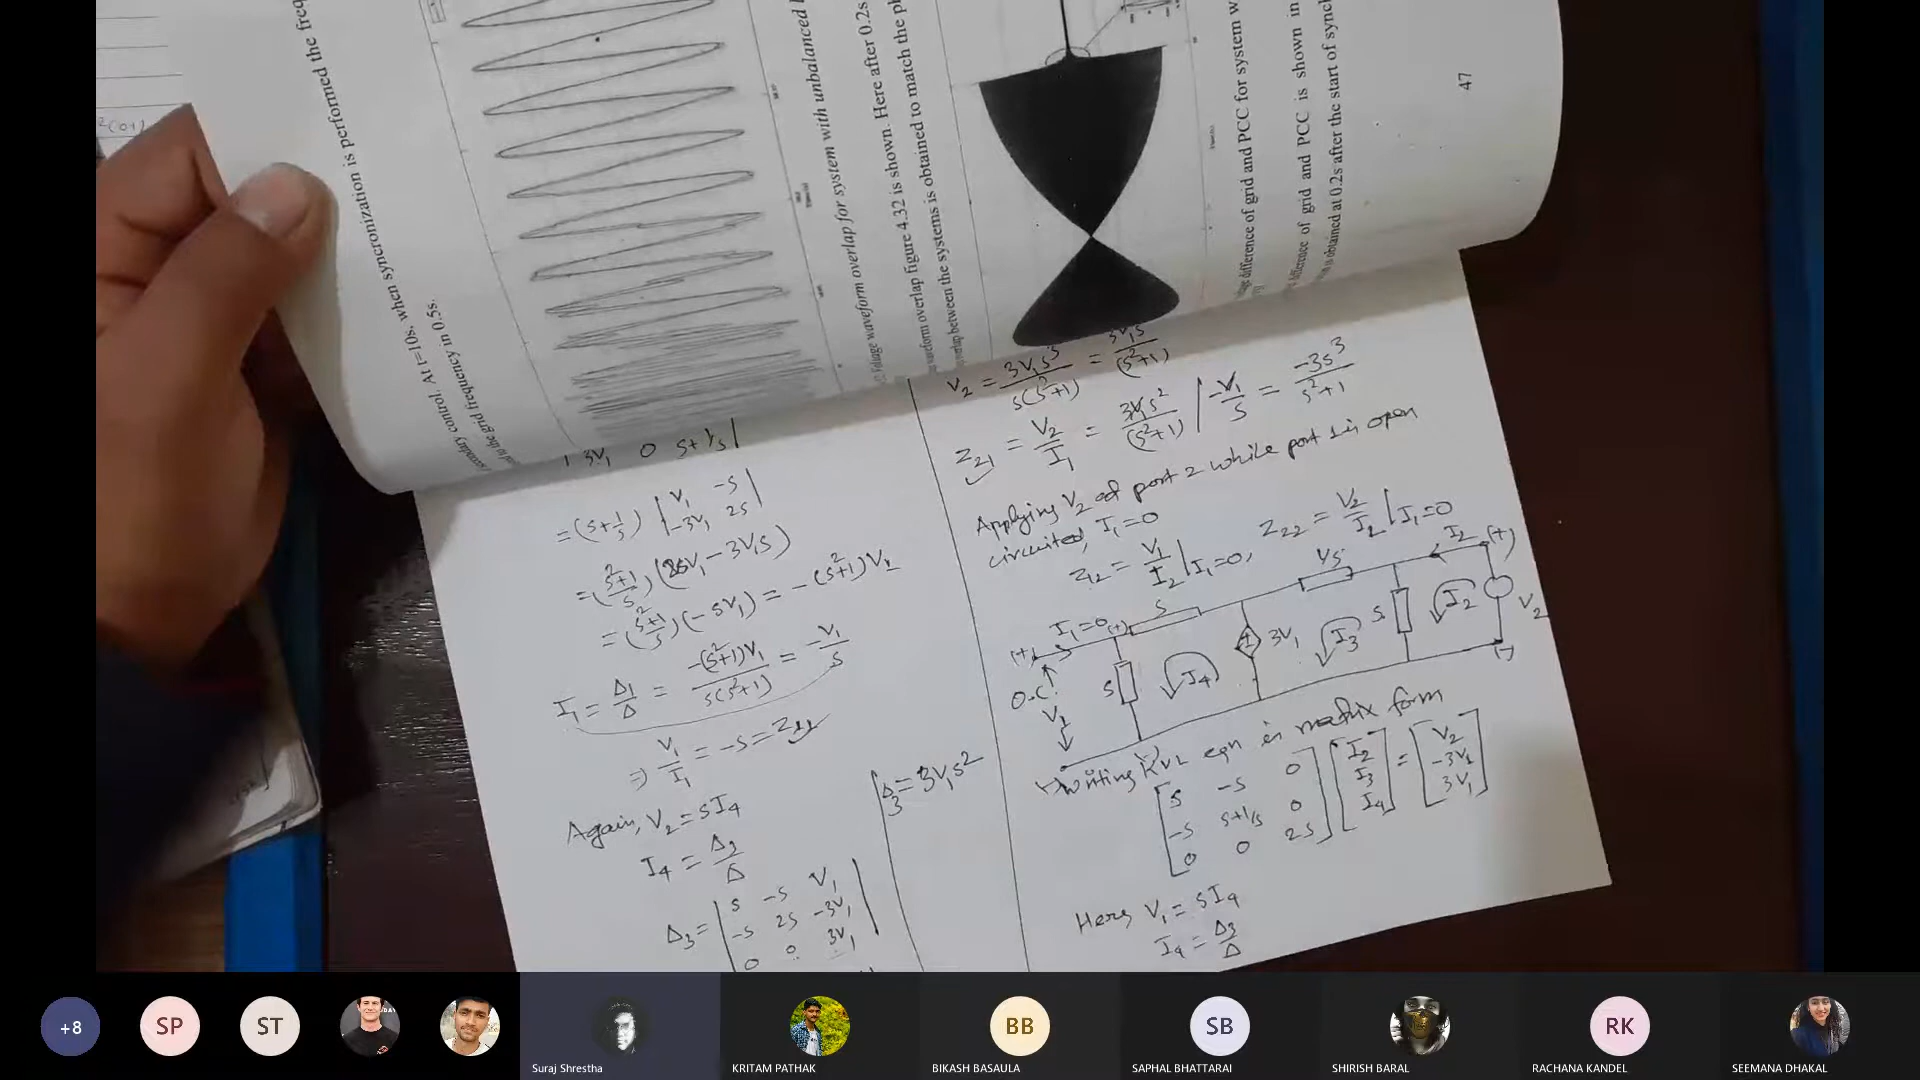 secondary control. At t=10s, when syncronization is performed the freq
to the grid frequency in 0.5s.
waveform overlap for system with unbalanced l
waveform overlap figure 4.32 is shown. Here after 0.2s
overlap between the systems is obtained to match the ph
difference of grid and PCC for system w
difference of grid and PCC is shown in
is obtained at 0.2s after the start of synch
47
3V₁ 0 s+1/s |
= (s+1/s) | V₁ -s |
| -3V₁ 2s |
= (s²+1/s) (2sV₁ - 3V₁s)
= (s²+1/s) (-sV₁) = -(s²+1)V₁
I₁ = Δ₁/Δ = -(s²+1)V₁/s(s²+1) = -V₁/s
⇒ V₁/I₁ = -s = Z₁₁
Again, V₂ = sI₄
I₄ = Δ₃/Δ
Δ₃ = | s -s V₁ |
| -s 2s -3V₁ |
| 0 0 3V₁ |
Δ₃ = 3V₁s²
V₂ = 3V₁s³/s(s²+1) = 3V₁s²/(s²+1)
Z₂₁ = V₂/I₁ = 3V₁s²/(s²+1) / -V₁/s = -3s³/s²+1
Applying V₂ at port 2 while port 1 is open
circuited, I₁=0
Z₁₂ = V₁/I₂ | I₁=0, Z₂₂ = V₂/I₂ | I₁=0
I₁=0 (+) s 1/s I₂ (+)
(+) s I₄ 3V₁ I₃ s I₂ V₂
O.C.
V₁
(-)
Writing KVL eqn in matrix form
[ s -s 0 ] [ I₂ ] = [ V₂ ]
[ -s s+1/s 0 ] [ I₃ ] [ -3V₁ ]
[ 0 0 2s ] [ I₄ ] [ 3V₁ ]
Here, V₁ = sI₄
I₄ = Δ₃/Δ
+8
SP
ST
Suraj Shrestha
KRITAM PATHAK
BB
BIKASH BASAULA
SB
SAPHAL BHATTARAI
SHIRISH BARAL
RK
RACHANA KANDEL
SEEMANA DHAKAL